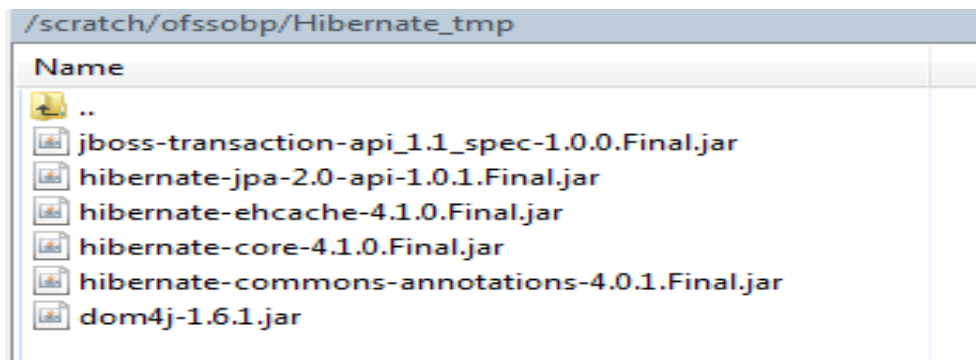 /scratch/ofssobp/Hibernate_tmp
Name
..
jboss-transaction-api_1.1_spec-1.0.0.Final.jar
hibernate-jpa-2.0-api-1.0.1.Final.jar
hibernate-ehcache-4.1.0.Final.jar
hibernate-core-4.1.0.Final.jar
hibernate-commons-annotations-4.0.1.Final.jar
dom4j-1.6.1.jar